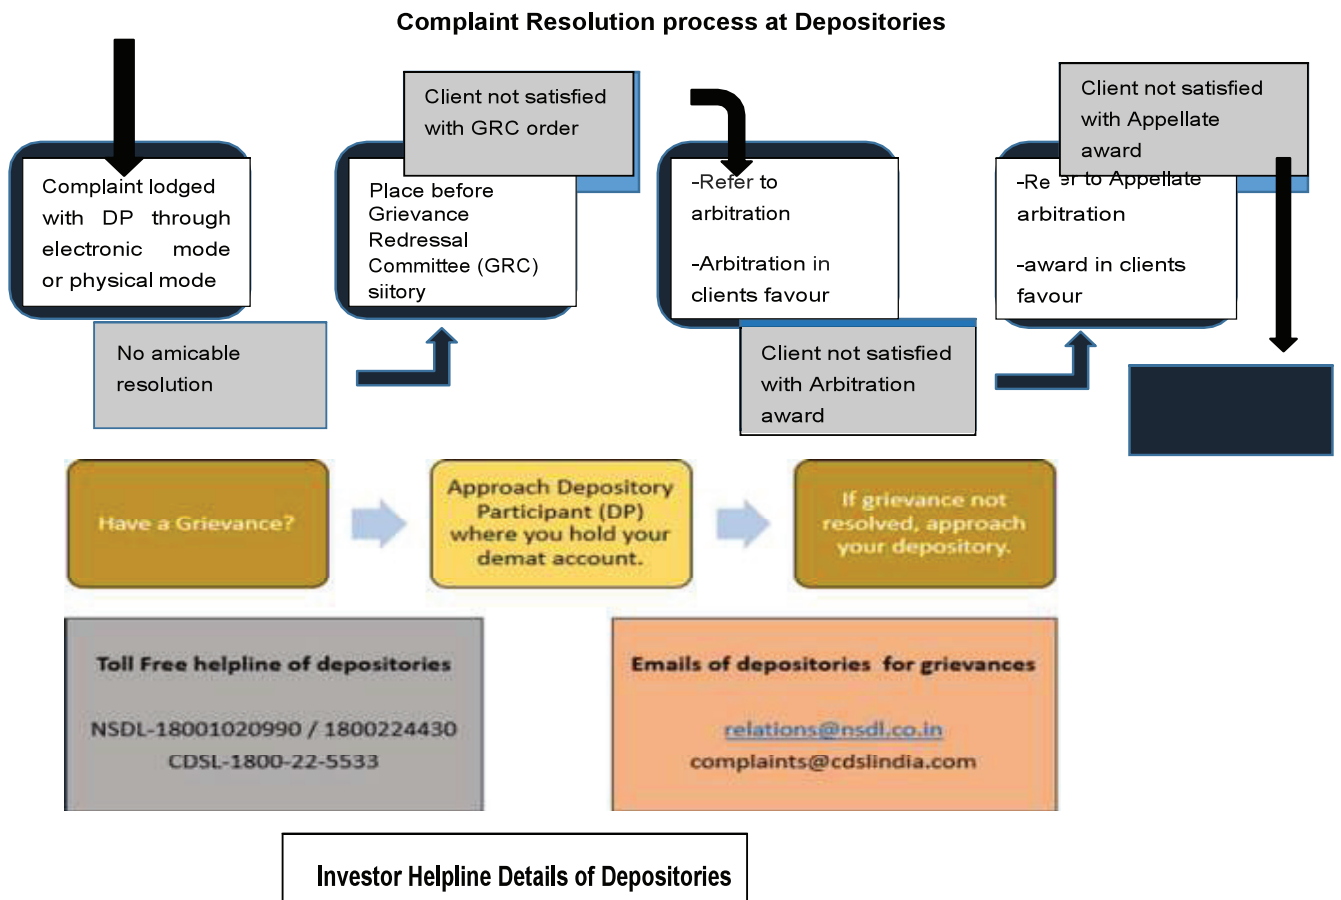 Complaint Resolution process at Depositories
Complaint lodged
with DP through
electronic mode
or physical mode
No amicable
resolution
Place before
Grievance
Redressal
Committee (GRC)
siitory
Client not satisfied
with GRC order
-Refer to
arbitration
-Arbitration in
clients favour
Client not satisfied
with Arbitration
award
to Appellate
arbitration
-award in clients
favour
Client not satisfied
with Appellate
award
Have a Grievance?
Approach Depository
Participant (DP)
where you hold your
demat account.
If grievance not
resolved, approach
your depository.
Toll Free helpline of depositories
NSDL-18001020990 / 1800224430
CDSL-1800-22-5533
Emails of depositories for grievances
relations@nsdl.co.in
complaints@cdslindia.com
Investor Helpline Details of Depositories